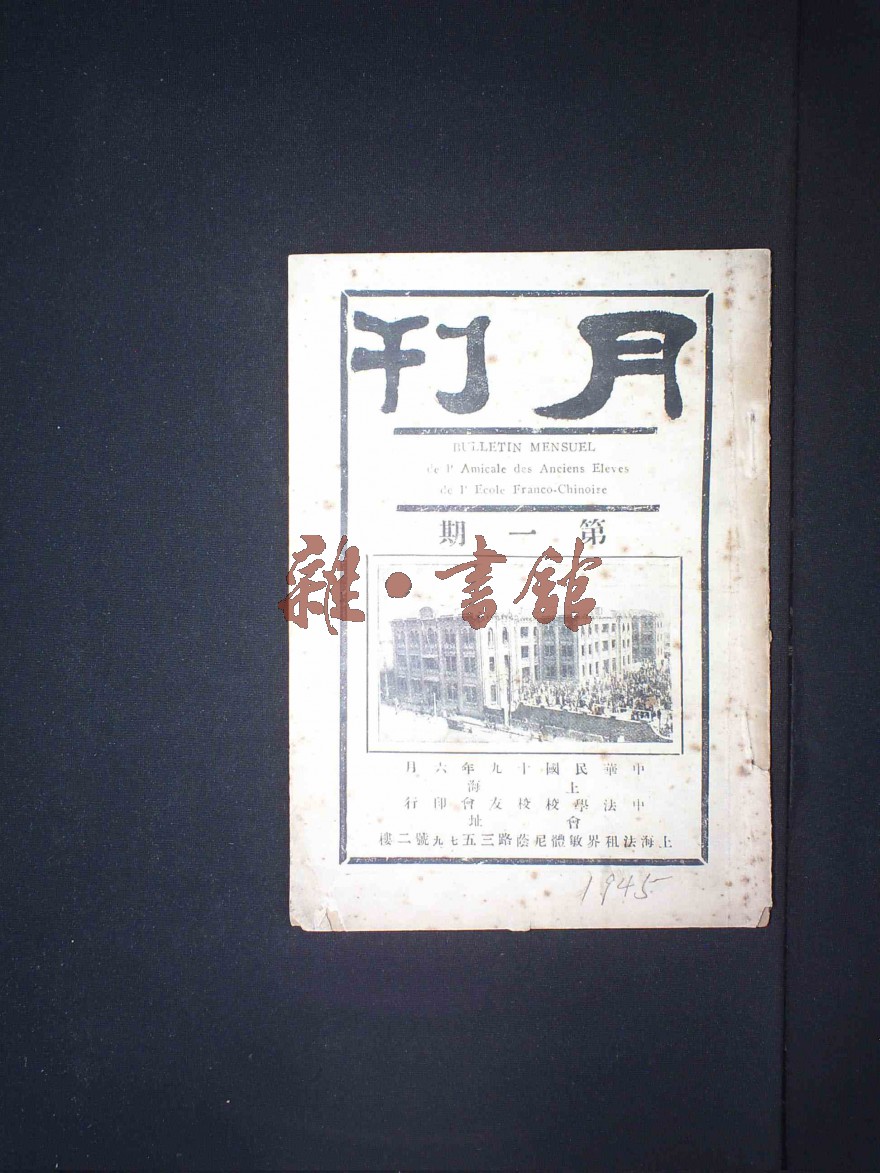 月刊
BULLETIN MENSUEL
de l' Amicale des Anciens Eleves
de l' Ecole Franco-Chinoire
第一期
雜·書館
中華民國十九年六月
上海
中法學校校友會印行
會址
上海法租界敏體尼蔭路三五七九號二樓
1945